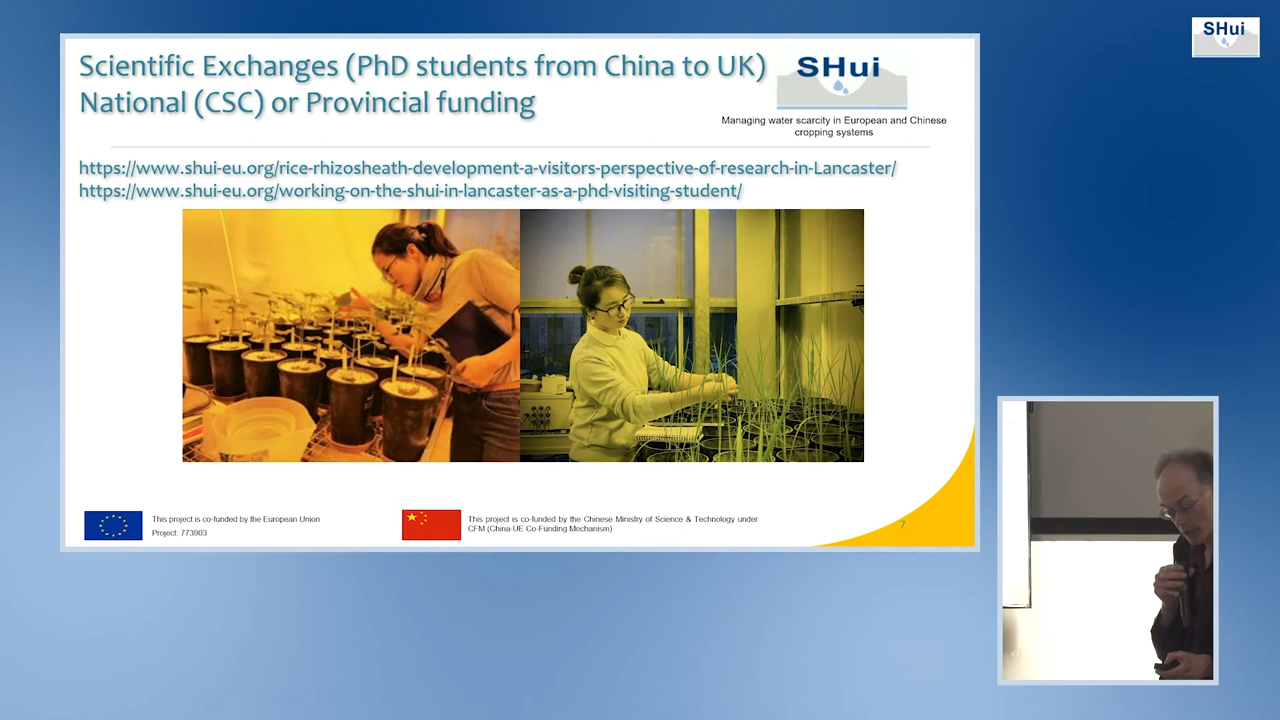 Scientific Exchanges (PhD students from China to UK)
National (CSC) or Provincial funding
SHui
Managing water scarcity in European and Chinese
cropping systems
https://www.shui-eu.org/rice-rhizosheath-development-a-visitors-perspective-of-research-in-Lancaster/
https://www.shui-eu.org/working-on-the-shui-in-lancaster-as-a-phd-visiting-student/
This project is co-funded by the European Union
Project: 773903
This project is co-funded by the Chinese Ministry of Science & Technology under
CFM (China-UE Co-Funding Mechanism)
7
SHui